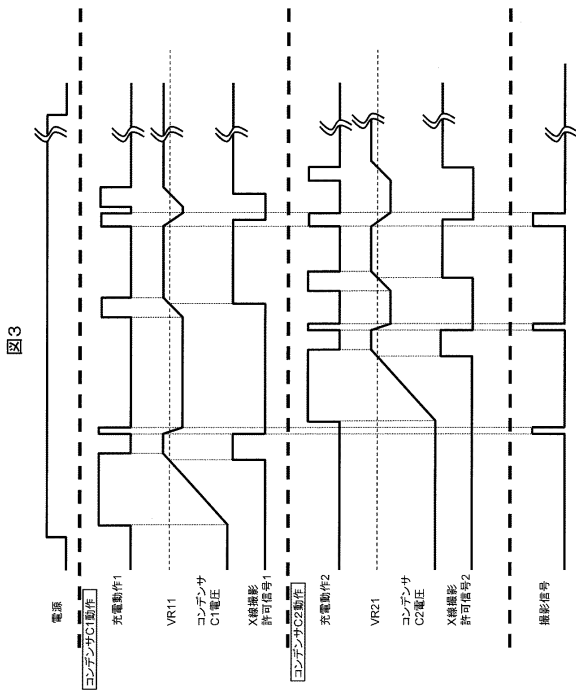 図3
電源
コンデンサC1動作
充電動作1
VR11
コンデンサ
C1電圧
X線撮影
許可信号1
コンデンサC2動作
充電動作2
VR21
コンデンサ
C2電圧
X線撮影
許可信号2
撮影信号